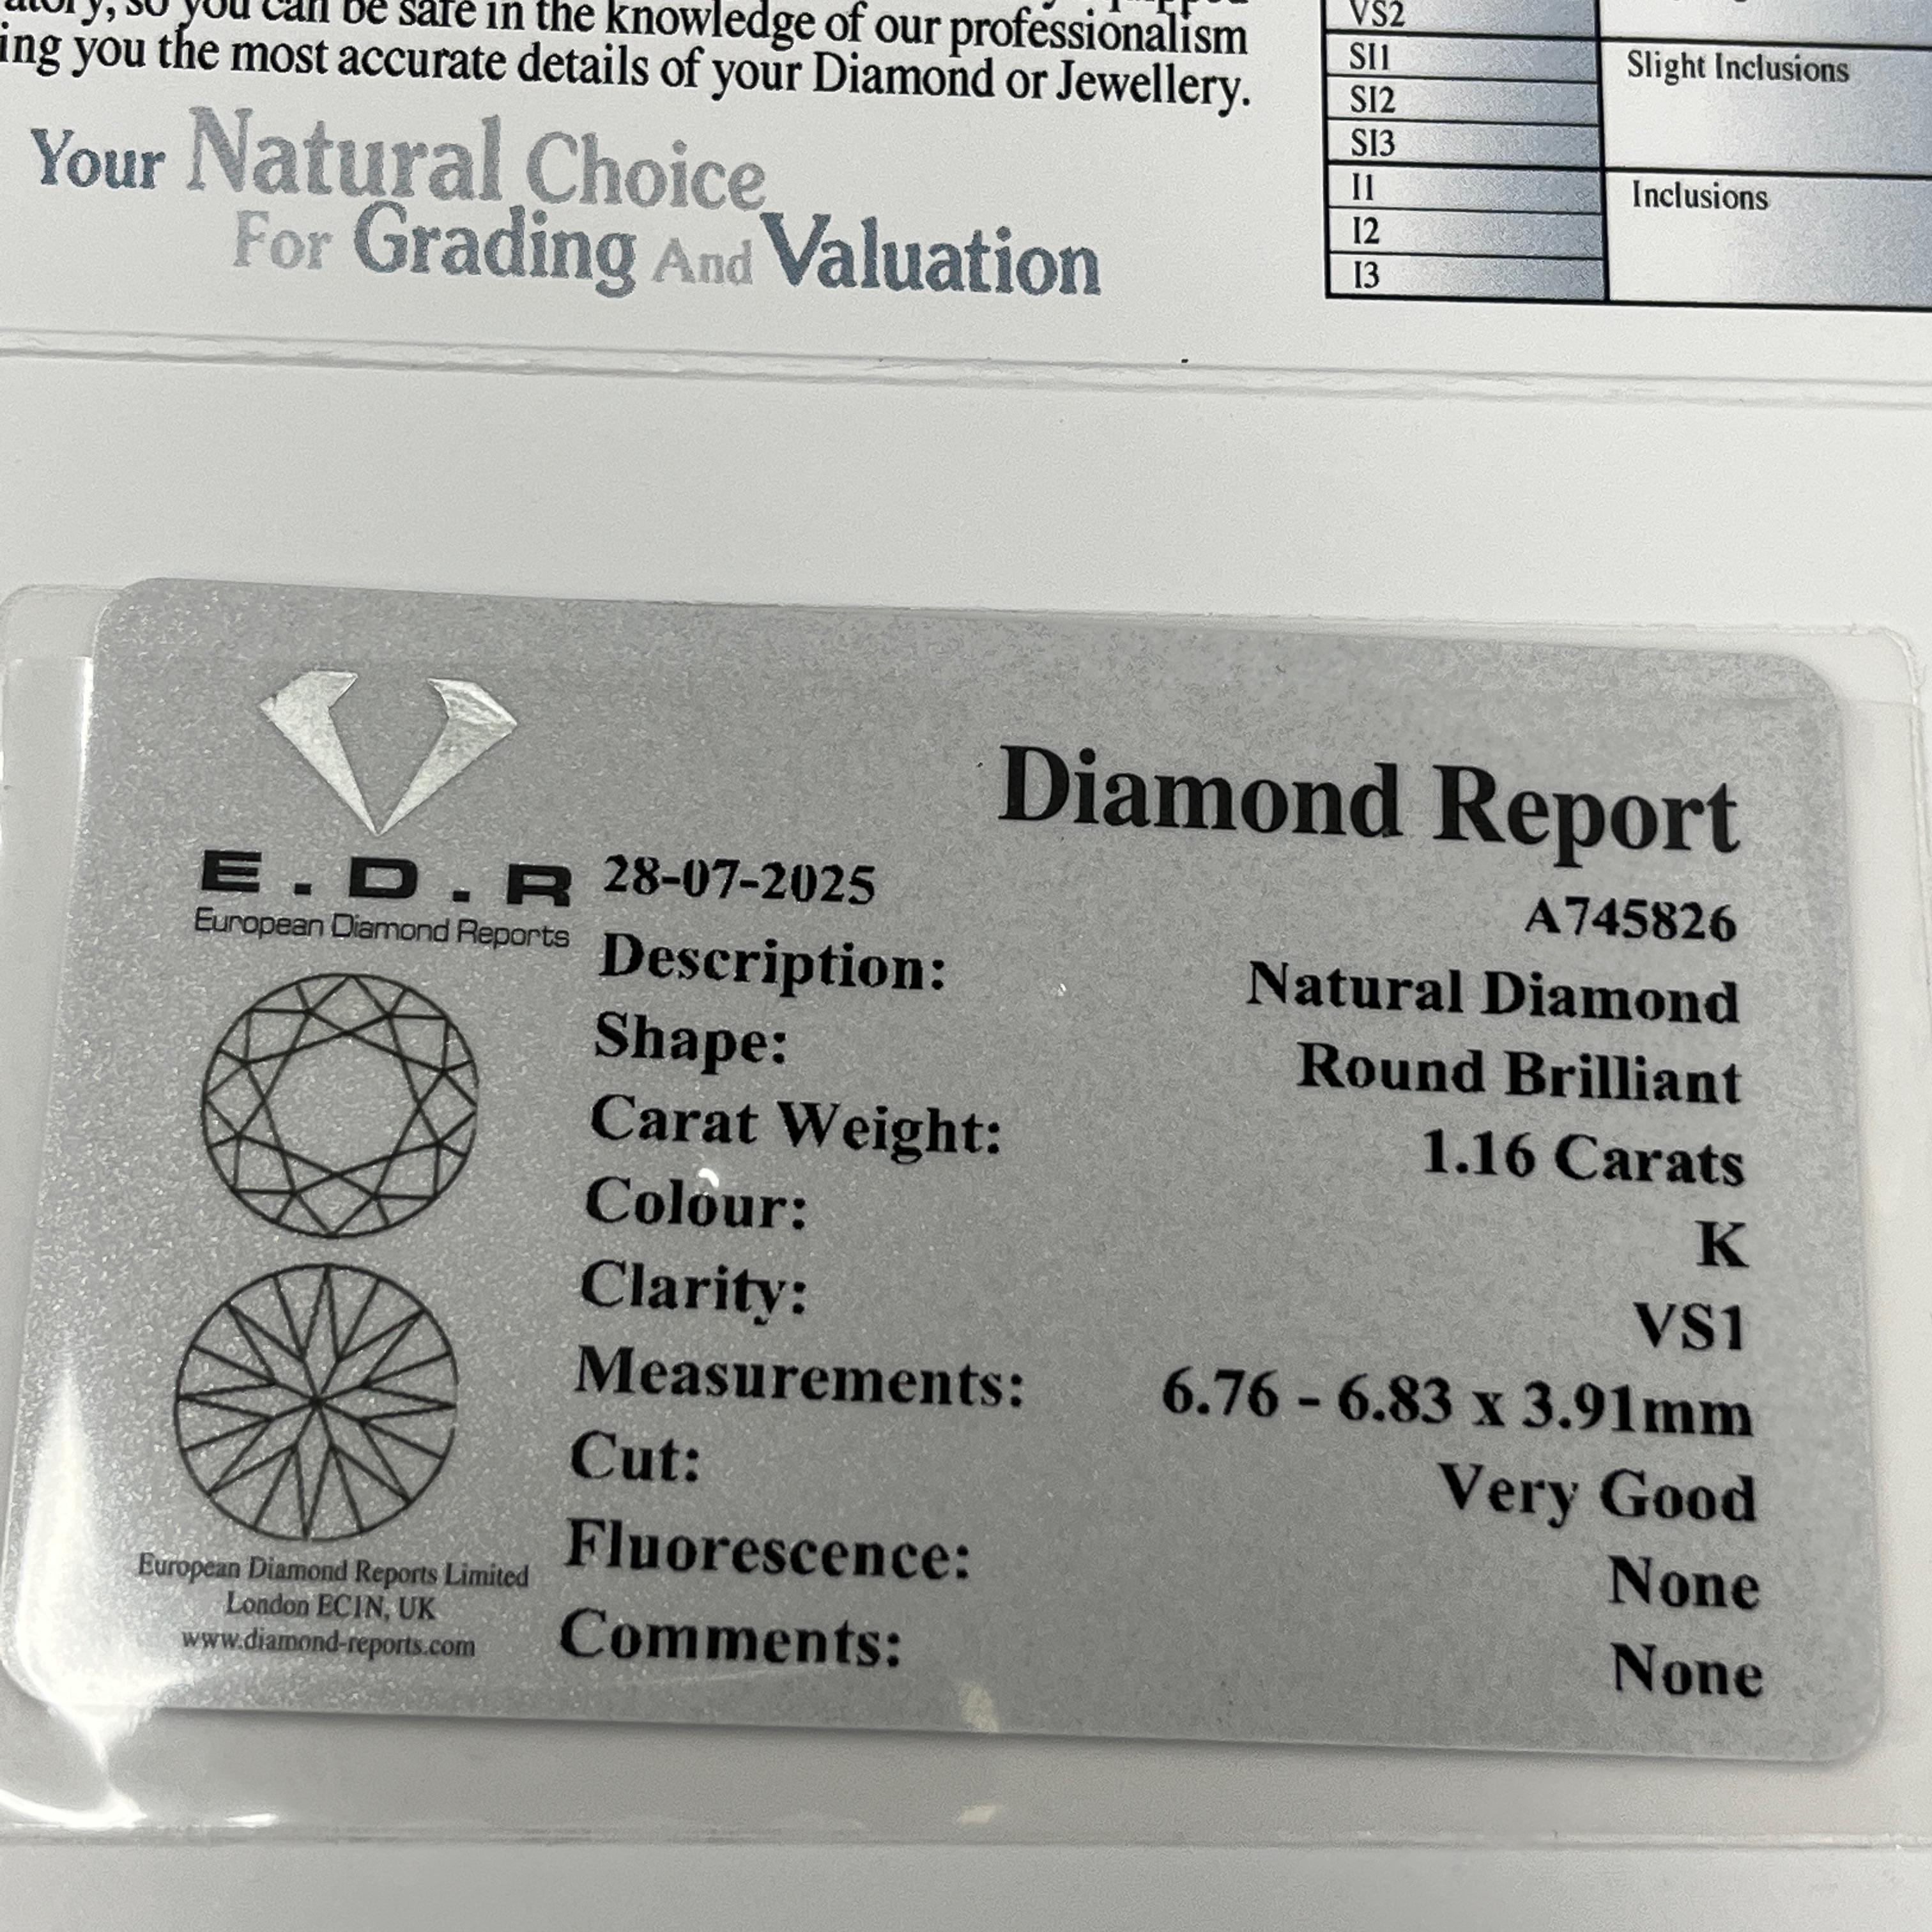 so you can be safe in the knowledge of our professionalism
ing you the most accurate details of your Diamond or Jewellery.
Your Natural Choice
For Grading And Valuation
VS2
SI1
Slight Inclusions
SI2
SI3
I1
Inclusions
I2
I3
Diamond Report
E.D.R
European Diamond Reports
28-07-2025 A745826
Description: Natural Diamond
Shape: Round Brilliant
Carat Weight: 1.16 Carats
Colour: K
Clarity: VS1
Measurements: 6.76 - 6.83 x 3.91mm
Cut: Very Good
Fluorescence: None
Comments: None
European Diamond Reports Limited
London EC1N, UK
www.diamond-reports.com